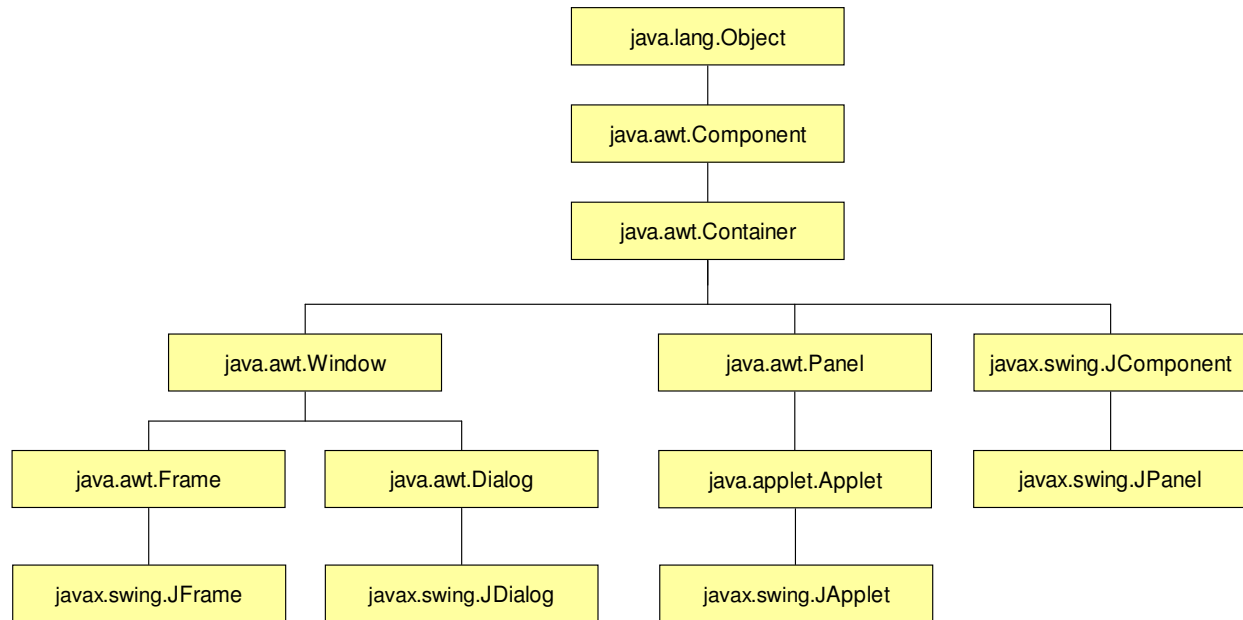 java.lang.Object
java.awt.Component
java.awt.Container
java.awt.Window
java.awt.Panel
javax.swing.JComponent
java.awt.Frame
java.awt.Dialog
java.applet.Applet
javax.swing.JPanel
javax.swing.JFrame
javax.swing.JDialog
javax.swing.JApplet